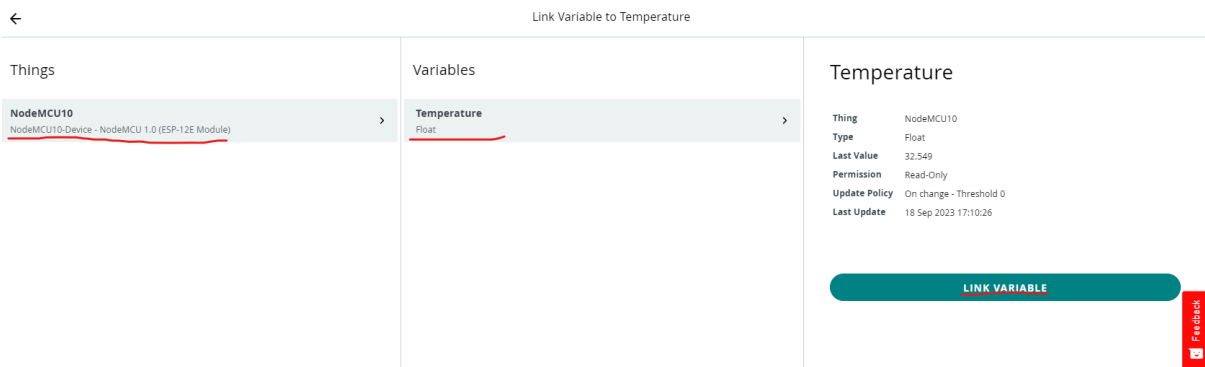 Link Variable to Temperature
Things
NodeMCU10
NodeMCU10-Device - NodeMCU 1.0 (ESP-12E Module)
Variables
Temperature
Float
Temperature
Thing NodeMCU10
Type Float
Last Value 32.549
Permission Read-Only
Update Policy On change - Threshold 0
Last Update 18 Sep 2023 17:10:26
LINK VARIABLE
Feedback